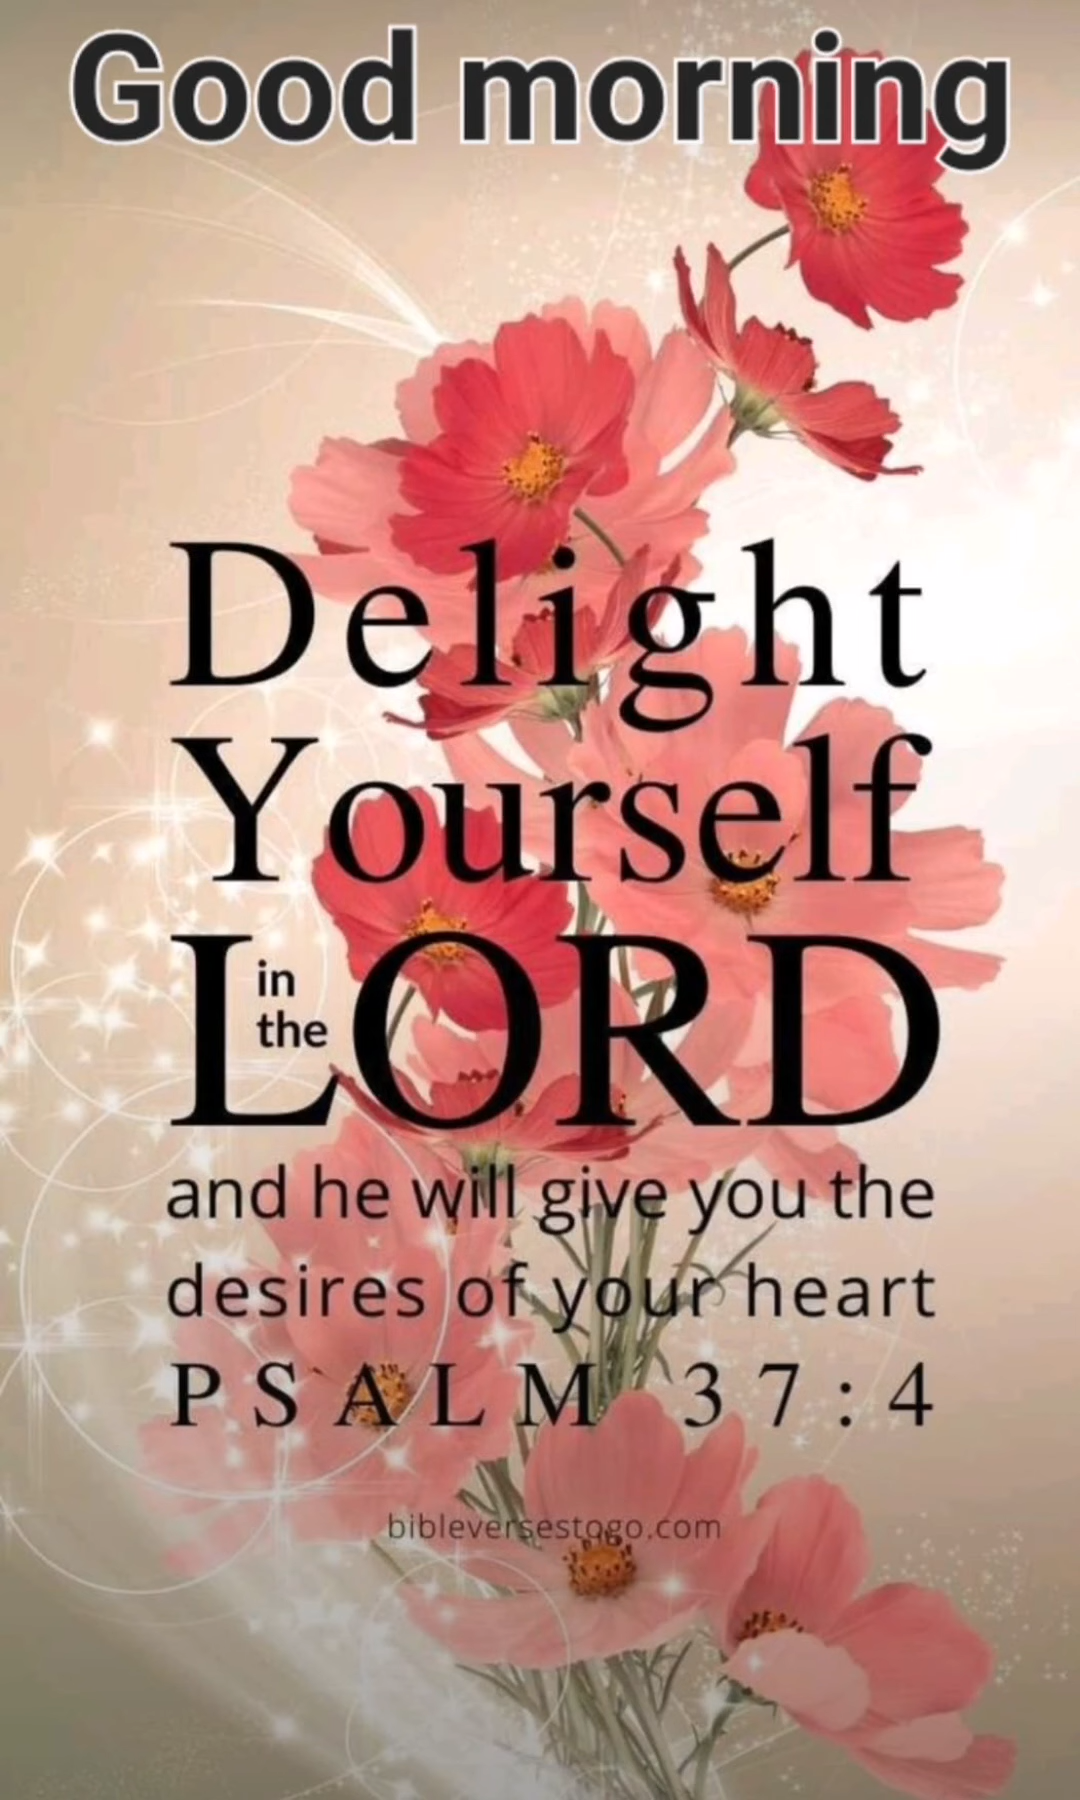 Good morning
Delight
Yourself
in
the
LORD
and he will give you the
desires of your heart
PSALM 37:4
bibleversestogo.com